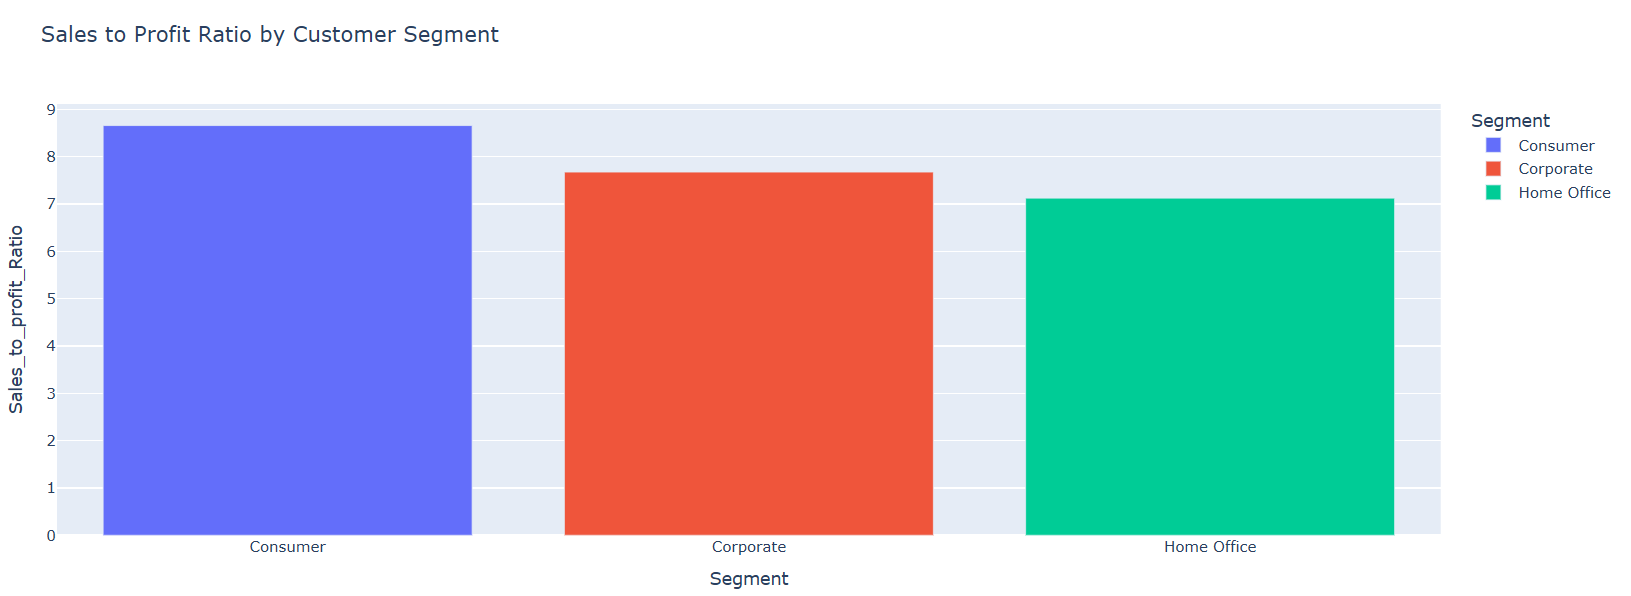 Sales to Profit Ratio by Customer Segment
9
8
7
6
5
4
3
2
1
0
Sales_to_profit_Ratio
Consumer
Corporate
Home Office
Segment
Segment
Consumer
Corporate
Home Office